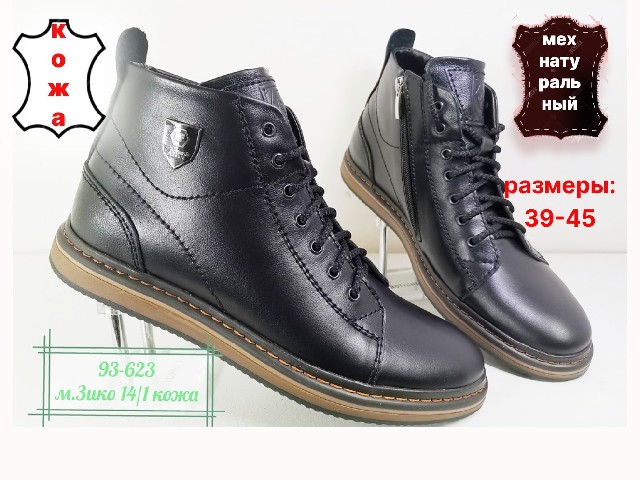 к
о
ж
а
мех
нату
раль
ный
размеры:
39-45
93-623
м.Зико 14/1 кожа